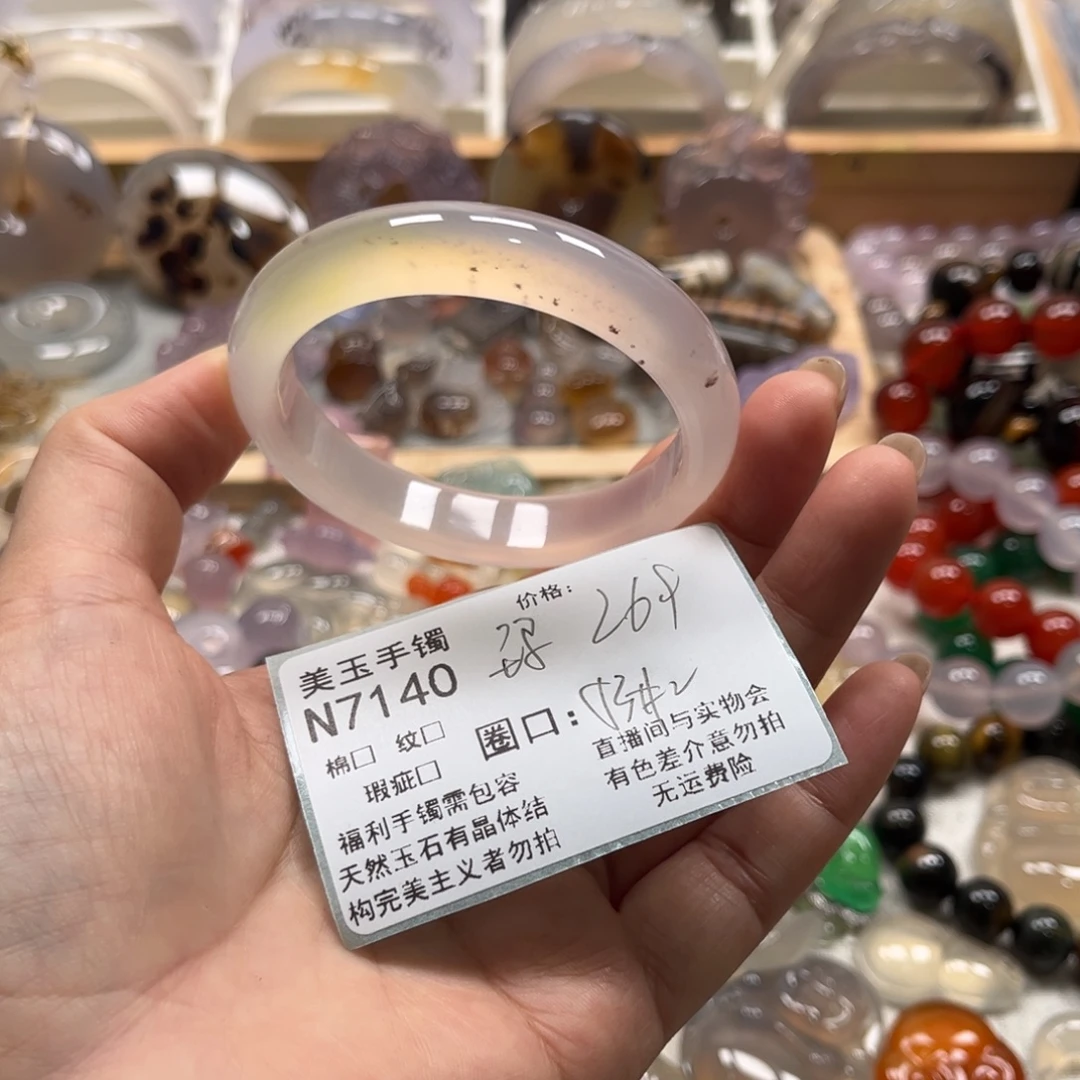 价格: 269
美玉手镯
N7140
棉□ 纹□
瑕疵□
圈口:
福利手镯需包容
天然玉石有晶体结
构完美主义者勿拍
直播间与实物会
有色差介意勿拍
无运费险